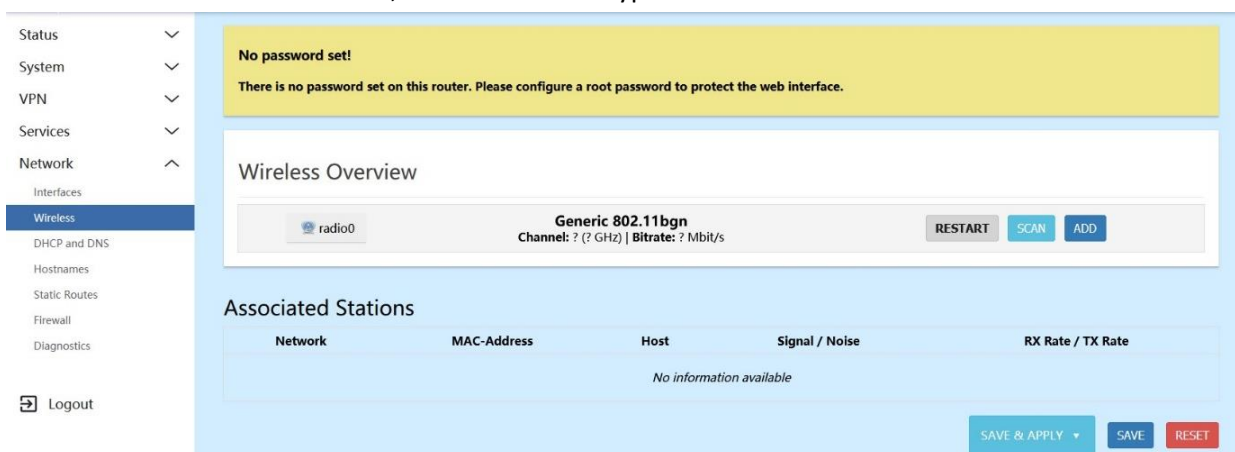 Status
System
VPN
Services
Network
Interfaces
Wireless
DHCP and DNS
Hostnames
Static Routes
Firewall
Diagnostics
Logout
No password set!
There is no password set on this router. Please configure a root password to protect the web interface.
Wireless Overview
radio0
Generic 802.11bgn
Channel: ? (? GHz) | Bitrate: ? Mbit/s
RESTART SCAN ADD
Associated Stations
Network MAC-Address Host Signal / Noise RX Rate / TX Rate
No information available
SAVE & APPLY SAVE RESET